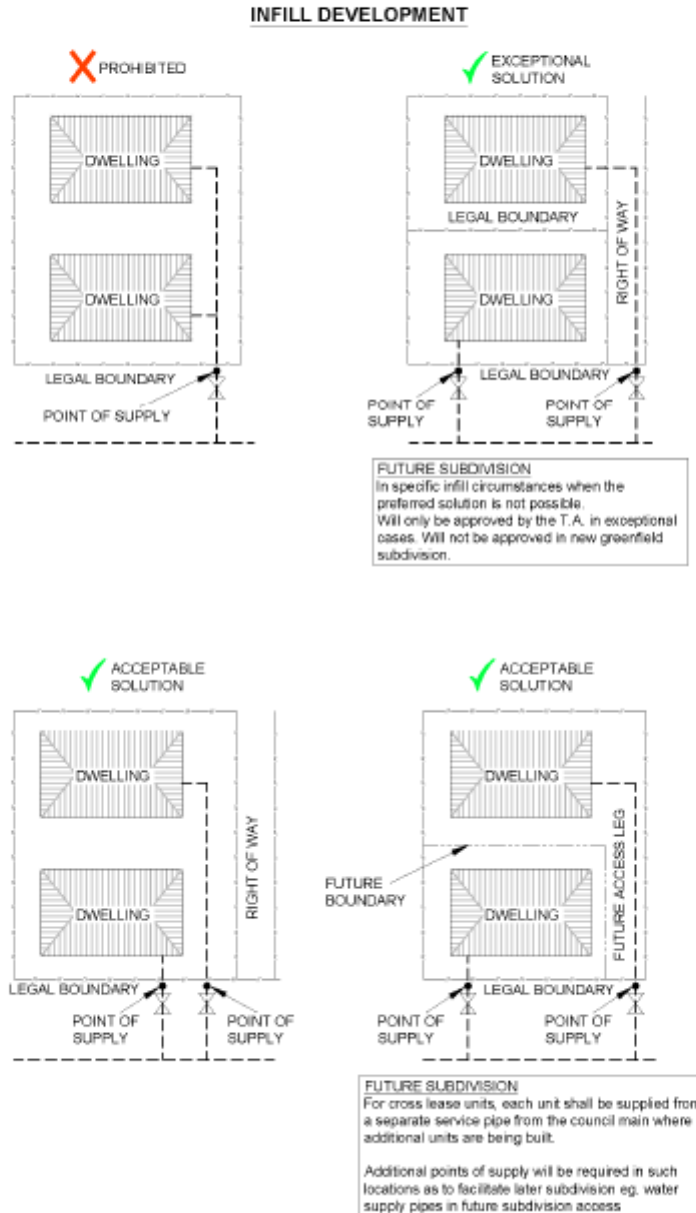 INFILL DEVELOPMENT
PROHIBITED
DWELLING
DWELLING
LEGAL BOUNDARY
POINT OF SUPPLY
EXCEPTIONAL
SOLUTION
DWELLING
LEGAL BOUNDARY
RIGHT OF WAY
DWELLING
LEGAL BOUNDARY
POINT OF
SUPPLY
POINT OF
SUPPLY
FUTURE SUBDIVISION
In specific infill circumstances when the
preferred solution is not possible.
Will only be approved by the T.A. in exceptional
cases. Will not be approved in new greenfield
subdivision.
ACCEPTABLE
SOLUTION
DWELLING
RIGHT OF WAY
DWELLING
LEGAL BOUNDARY
POINT OF
SUPPLY
POINT OF
SUPPLY
ACCEPTABLE
SOLUTION
DWELLING
FUTURE
BOUNDARY
FUTURE ACCESS LEG
DWELLING
LEGAL BOUNDARY
POINT OF
SUPPLY
POINT OF
SUPPLY
FUTURE SUBDIVISION
For cross lease units, each unit shall be supplied from
a separate service pipe from the council main where
additional units are being built.
Additional points of supply will be required in such
locations as to facilitate later subdivision eg. water
supply pipes in future subdivision access